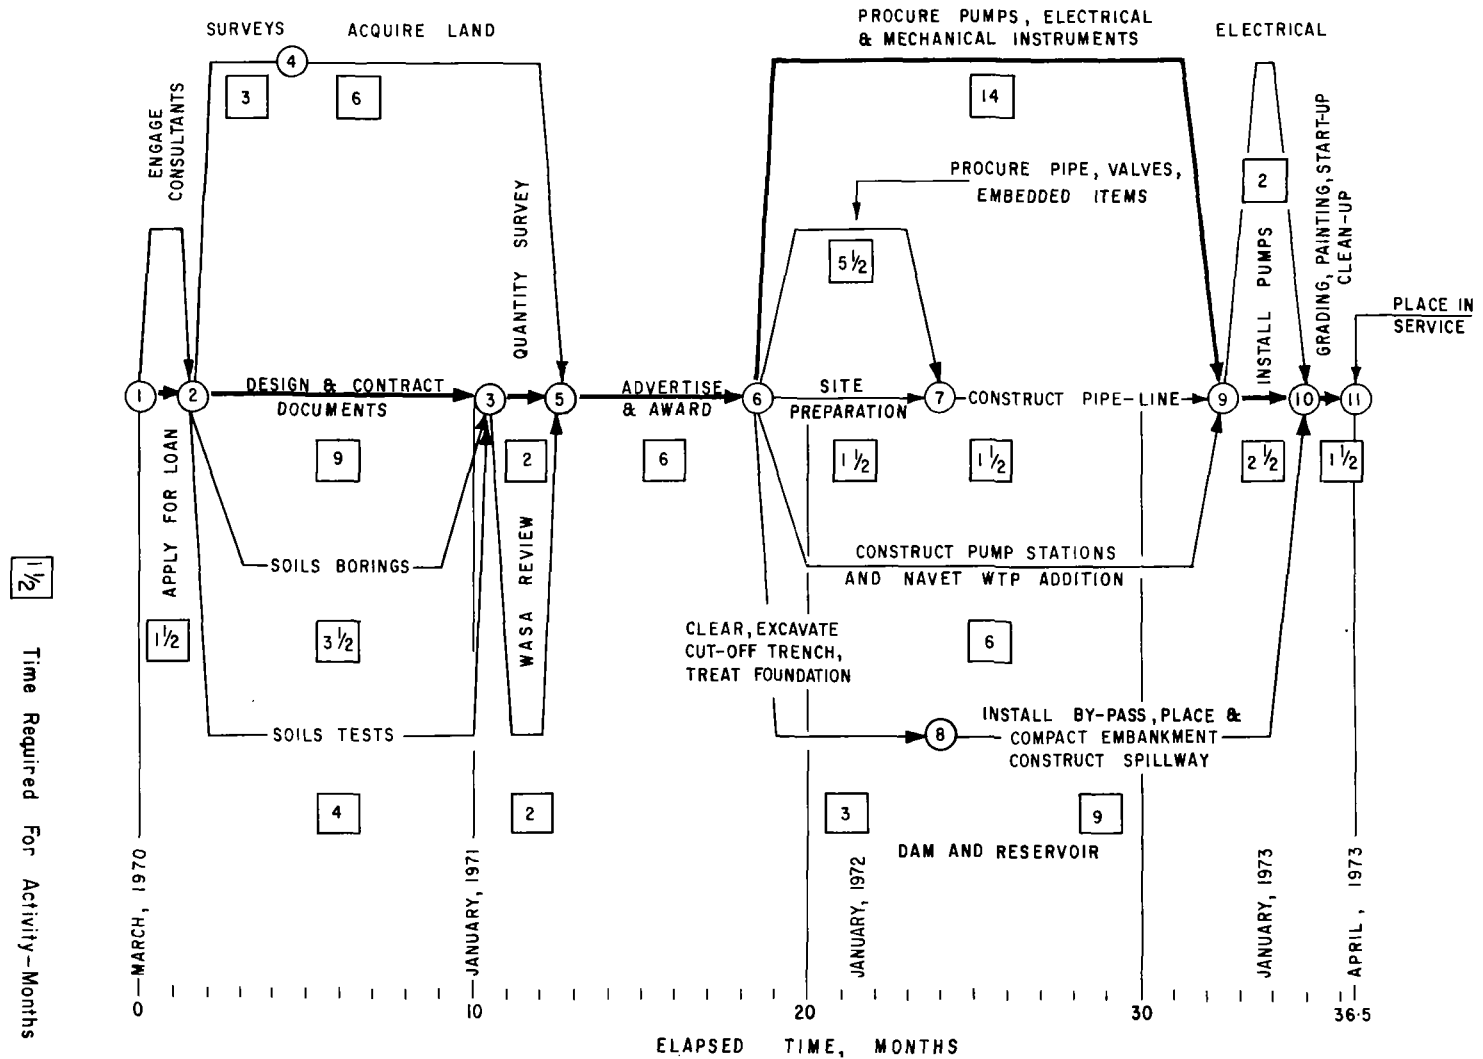 SURVEYS
ACQUIRE LAND
4
3
6
ENGAGE
CONSULTANTS
PROCURE PUMPS, ELECTRICAL
& MECHANICAL INSTRUMENTS
14
ELECTRICAL
2
PROCURE PIPE, VALVES,
EMBEDDED ITEMS
5 1/2
QUANTITY SURVEY
INSTALL PUMPS
GRADING, PAINTING, START-UP
CLEAN-UP
PLACE IN
SERVICE
1
2
DESIGN & CONTRACT
DOCUMENTS
3
5
ADVERTISE
& AWARD
6
SITE
PREPARATION
7
CONSTRUCT PIPE-LINE
9
10
11
9
2
6
1 1/2
1 1/2
2 1/2
1 1/2
APPLY FOR LOAN
1 1/2
SOILS BORINGS
3 1/2
WASA REVIEW
CONSTRUCT PUMP STATIONS
AND NAVET WTP ADDITION
6
CLEAR, EXCAVATE
CUT-OFF TRENCH,
TREAT FOUNDATION
SOILS TESTS
4
2
8
INSTALL BY-PASS, PLACE &
COMPACT EMBANKMENT
CONSTRUCT SPILLWAY
3
9
DAM AND RESERVOIR
MARCH, 1970
JANUARY, 1971
JANUARY, 1972
JANUARY, 1973
APRIL, 1973
0
10
20
30
36·5
ELAPSED TIME, MONTHS
1 1/2 Time Required For Activity-Months